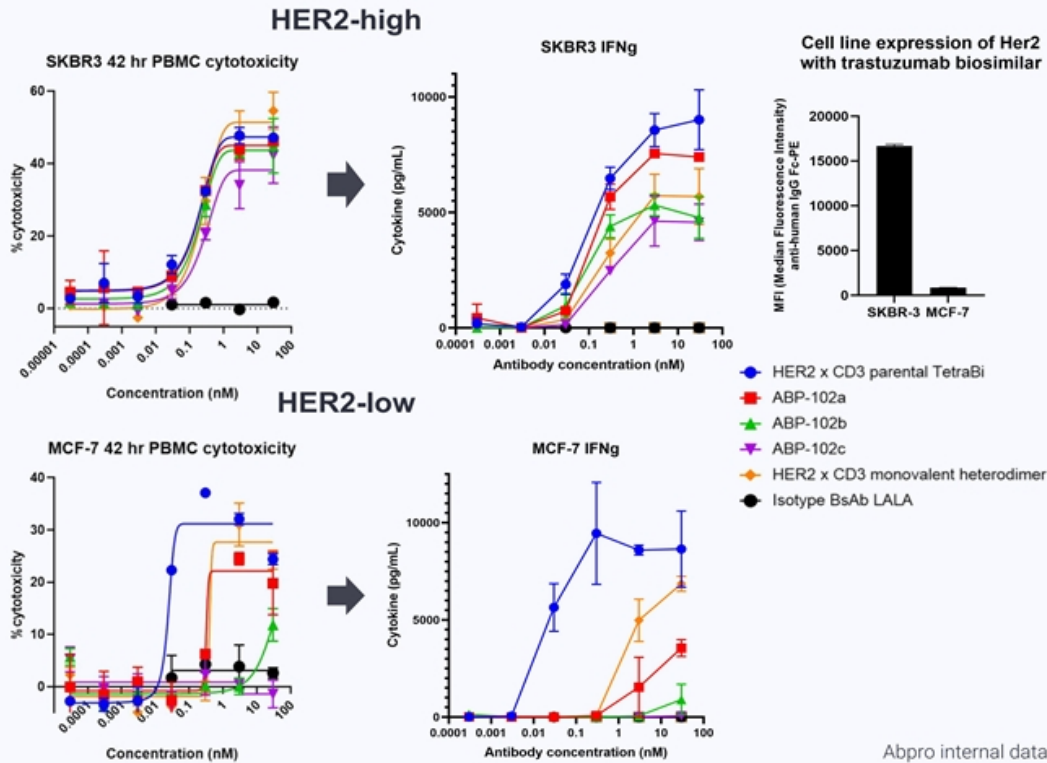 HER2-high
SKBR3 42 hr PBMC cytotoxicity
60
40
20
0
% cytotoxicity
0.00001
0.0001
0.001
0.01
0.1
1
10
100
Concentration (nM)
SKBR3 IFNg
10000
5000
0
Cytokine (pg/mL)
0.0001 0.001 0.01 0.1 1 10 100
Antibody concentration (nM)
Cell line expression of Her2
with trastuzumab biosimilar
20000
15000
10000
5000
0
MFI (Median Fluorescence Intensity)
anti-human IgG Fc-PE
SKBR-3 MCF-7
HER2 x CD3 parental TetraBi
ABP-102a
ABP-102b
ABP-102c
HER2 x CD3 monovalent heterodimer
Isotype BsAb LALA
HER2-low
MCF-7 42 hr PBMC cytotoxicity
40
30
20
10
0
% cytotoxicity
0.0001
0.001
0.01
0.1
1
10
100
Concentration (nM)
MCF-7 IFNg
10000
5000
0
Cytokine (pg/mL)
0.0001 0.001 0.01 0.1 1 10 100
Antibody concentration (nM)
Abpro internal data